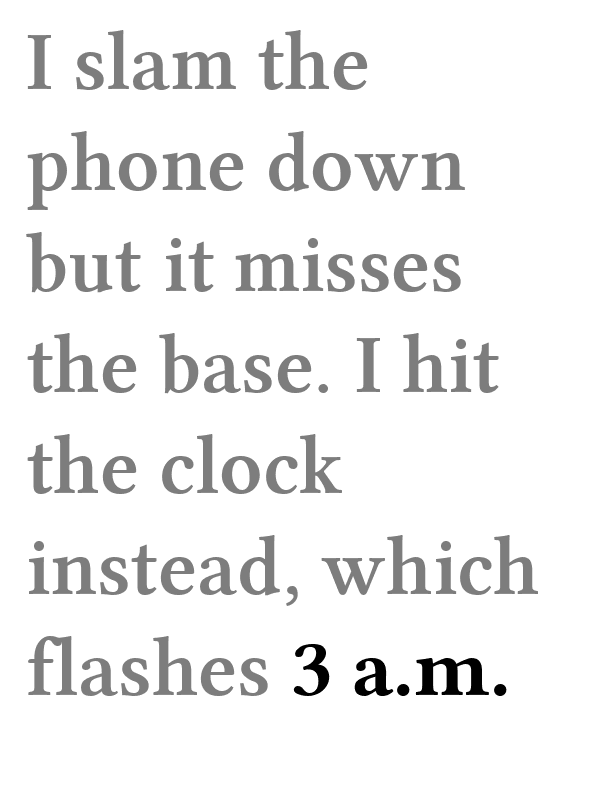 I slam the
phone down
but it misses
the base. I hit
the clock
instead, which
flashes 3 a.m.